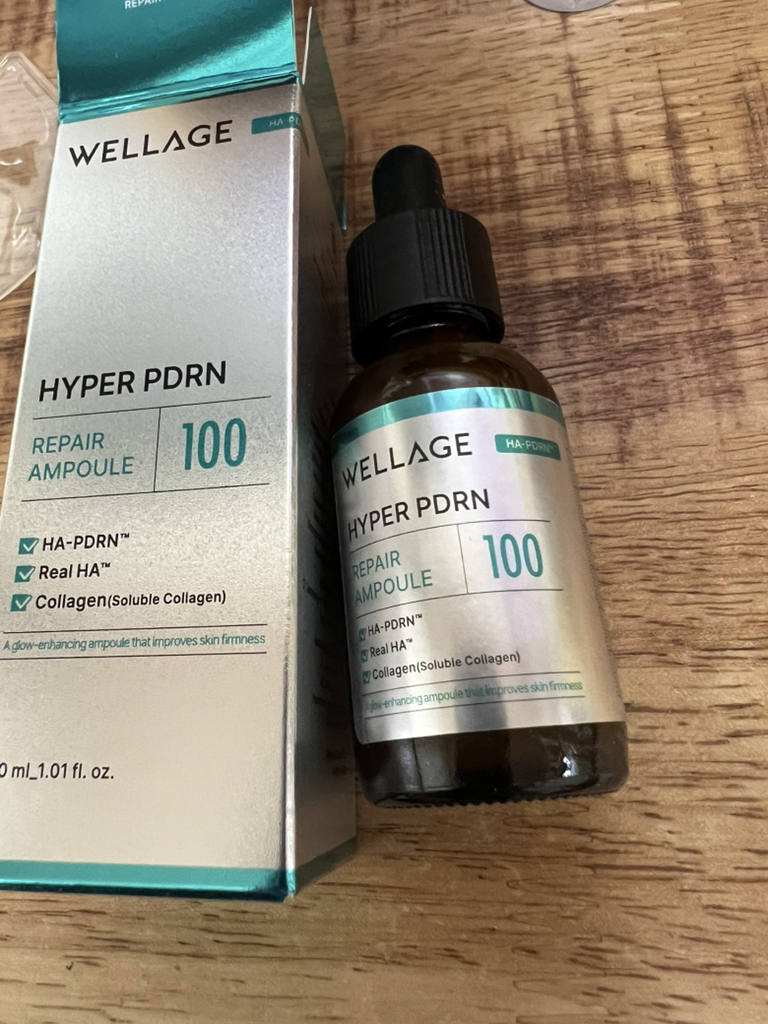 REPAIR
WELLAGE
HYPER PDRN
REPAIR
AMPOULE
100
HA-PDRN™
Real HA™
Collagen(Soluble Collagen)
A glow-enhancing ampoule that improves skin firmness
0 ml_1.01 fl. oz.
WELLAGE
HA-PDRN™
HYPER PDRN
REPAIR
AMPOULE
100
HA-PDRN™
Real HA™
Collagen(Soluble Collagen)
A glow-enhancing ampoule that improves skin firmness